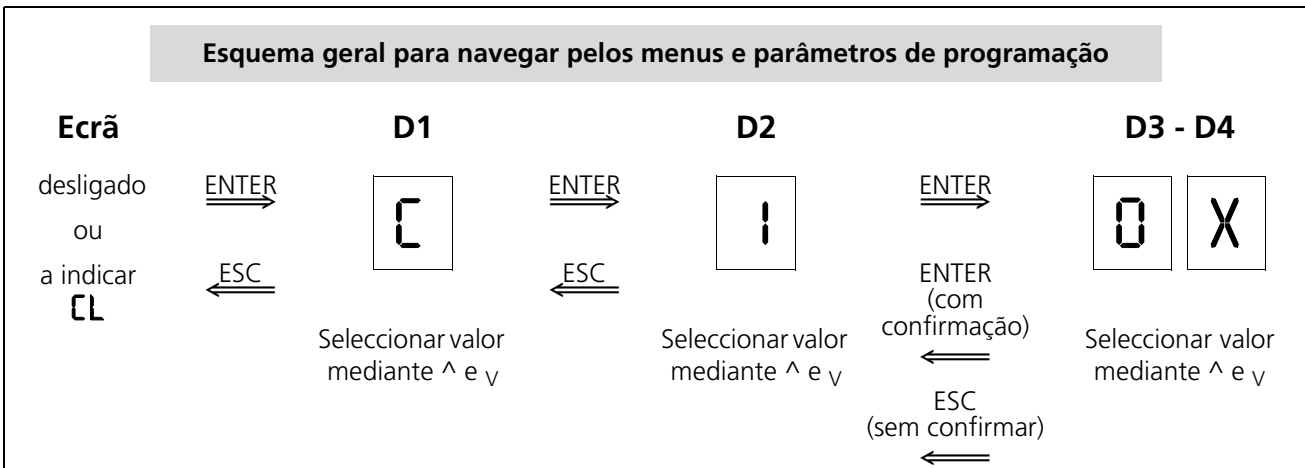 Esquema geral para navegar pelos menus e parâmetros de programação
Ecrã D1 D2 D3 - D4
desligado ENTER ENTER ENTER
C 1 0 X
ou
a indicar ESC ESC ENTER
CL (com
confirmação)
Seleccionar valor Seleccionar valor Seleccionar valor
mediante ^ e v mediante ^ e v mediante ^ e v
ESC
(sem confirmar)